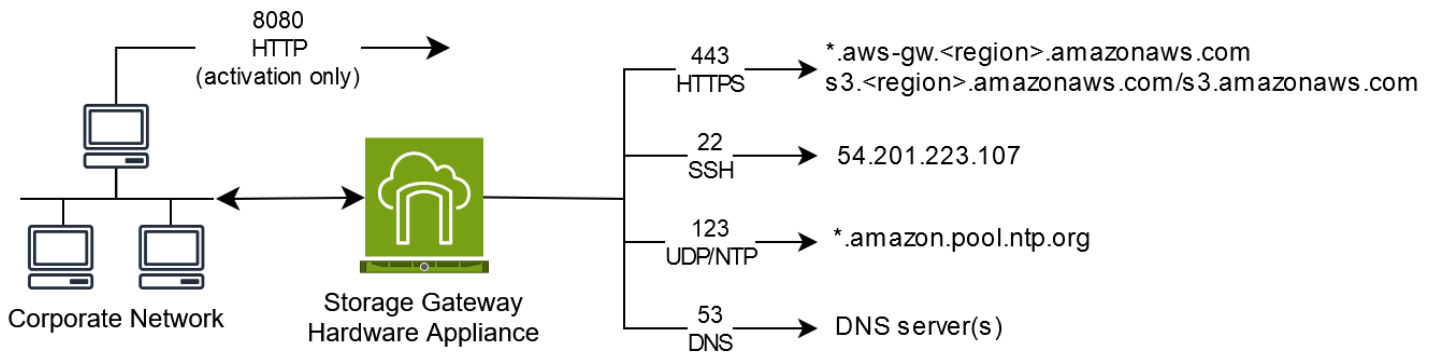 8080
HTTP
(activation only)
Corporate Network
Storage Gateway
Hardware Appliance
443
HTTPS
*.aws-gw.<region>.amazonaws.com
s3.<region>.amazonaws.com/s3.amazonaws.com
22
SSH
54.201.223.107
123
UDP/NTP
*.amazon.pool.ntp.org
53
DNS
DNS server(s)